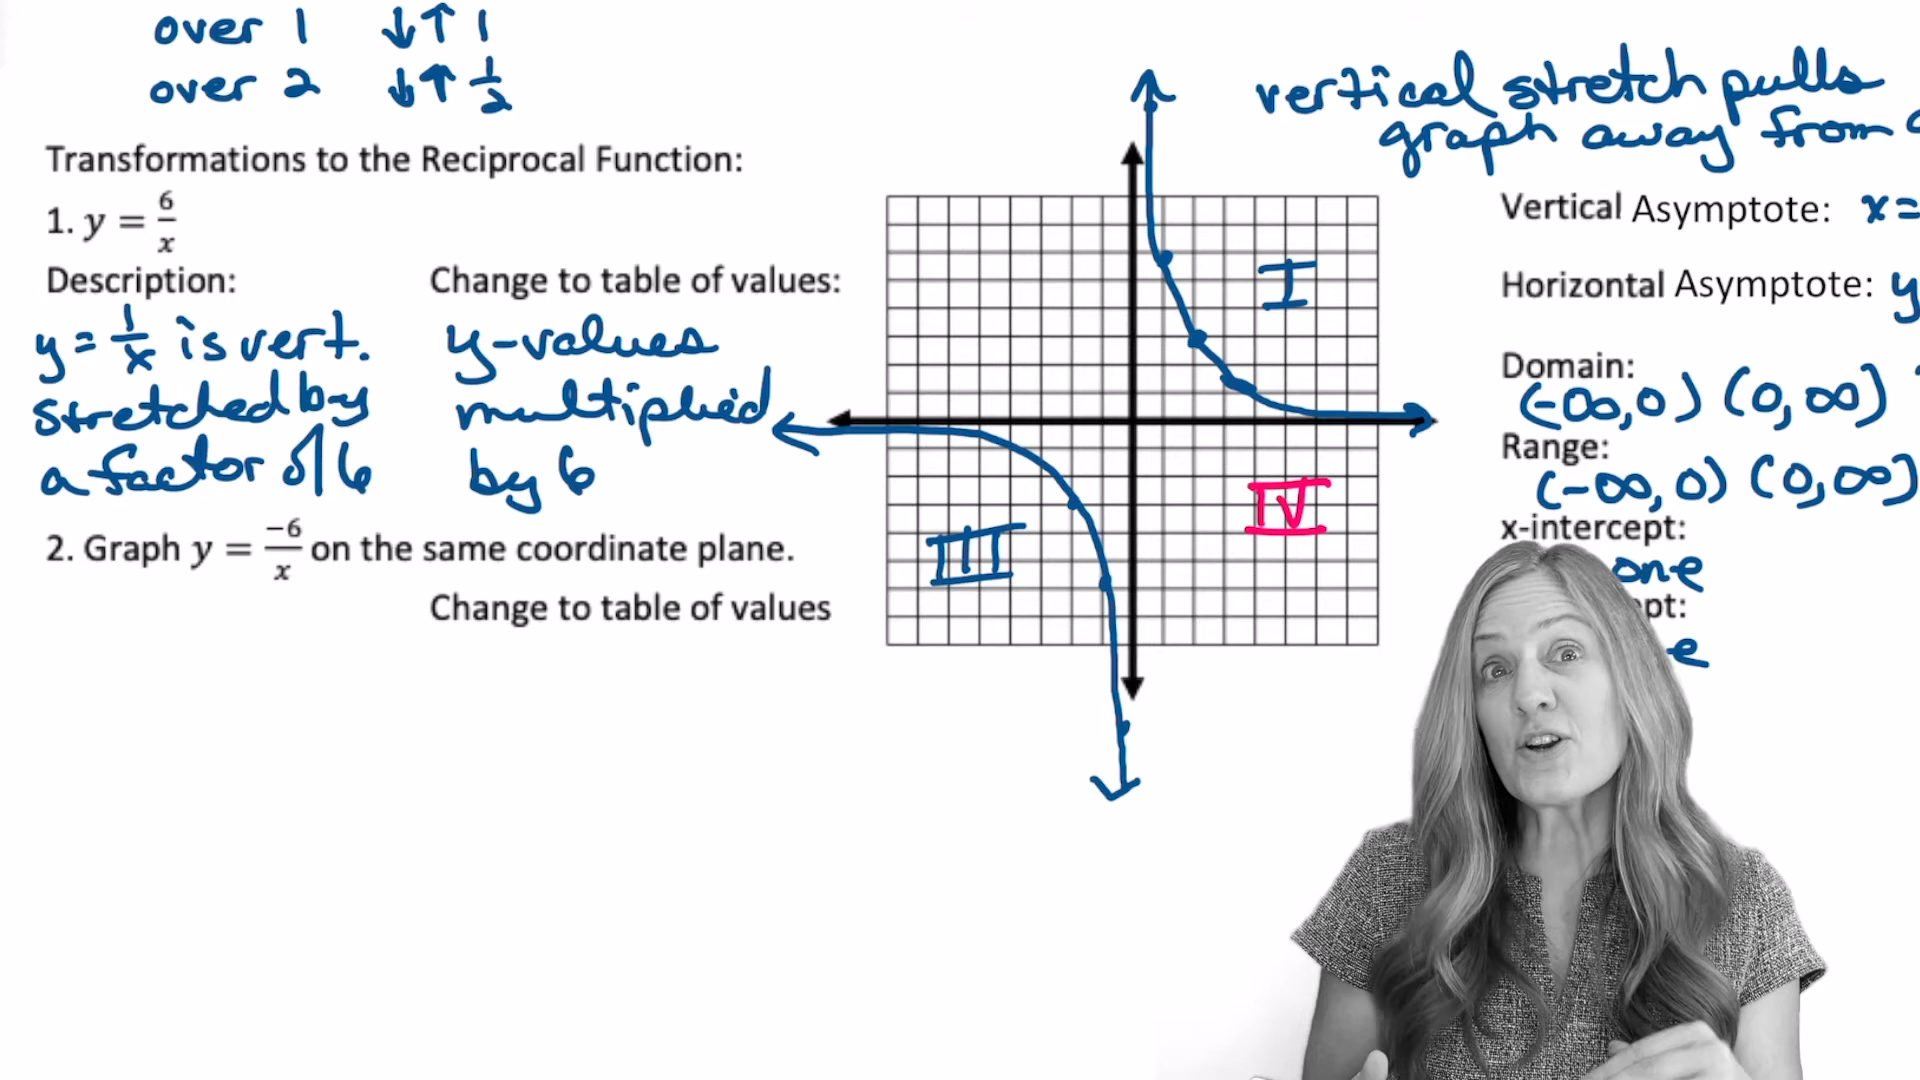 over 1 ↓↑ 1
over 2 ↓↑ 1/2
vertical stretch pulls
graph away from
Transformations to the Reciprocal Function:
1. y = 6/x
Description:
y = 1/x is vert.
stretched by
a factor of 6
Change to table of values:
y-values
multiplied
by 6
I
III
IV
Vertical Asymptote: x=
Horizontal Asymptote: y
Domain:
(-∞,0) (0,∞)
Range:
(-∞,0) (0,∞)
x-intercept:
one
pt:
e
2. Graph y = -6/x on the same coordinate plane.
Change to table of values